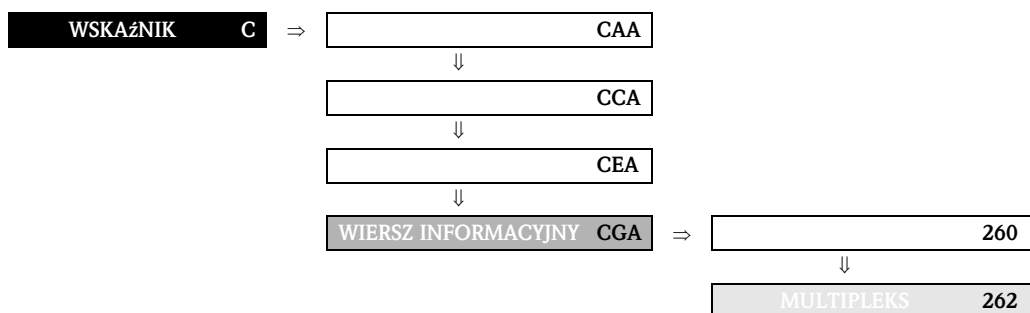 WSKAźNIK C ⇒ CAA
⇓
CCA
⇓
CEA
⇓
WIERSZ INFORMACYJNY CGA ⇒ 260
⇓
MULTIPLEKS 262